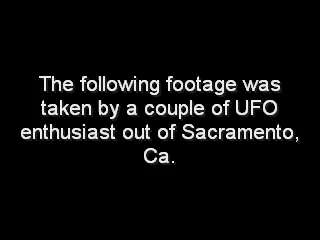 The following footage was
taken by a couple of UFO
enthusiast out of Sacramento,
Ca.